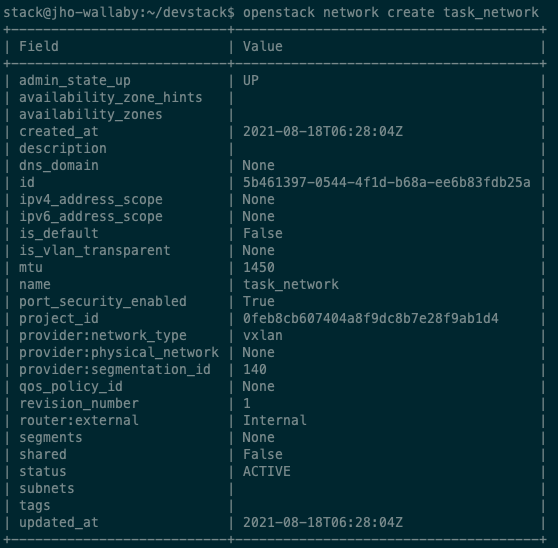 stack@jho-wallaby:~/devstack$ openstack network create task_network
+---------------------------+--------------------------------------+
| Field                     | Value                                |
+---------------------------+--------------------------------------+
| admin_state_up            | UP                                   |
| availability_zone_hints   |                                      |
| availability_zones        |                                      |
| created_at                | 2021-08-18T06:28:04Z                 |
| description               |                                      |
| dns_domain                | None                                 |
| id                        | 5b461397-0544-4f1d-b68a-ee6b83fdb25a |
| ipv4_address_scope        | None                                 |
| ipv6_address_scope        | None                                 |
| is_default                | False                                |
| is_vlan_transparent       | None                                 |
| mtu                       | 1450                                 |
| name                      | task_network                         |
| port_security_enabled     | True                                 |
| project_id                | 0feb8cb607404a8f9dc8b7e28f9ab1d4     |
| provider:network_type     | vxlan                                |
| provider:physical_network | None                                 |
| provider:segmentation_id  | 140                                  |
| qos_policy_id             | None                                 |
| revision_number           | 1                                    |
| router:external           | Internal                             |
| segments                  | None                                 |
| shared                    | False                                |
| status                    | ACTIVE                               |
| subnets                   |                                      |
| tags                      |                                      |
| updated_at                | 2021-08-18T06:28:04Z                 |
+---------------------------+--------------------------------------+